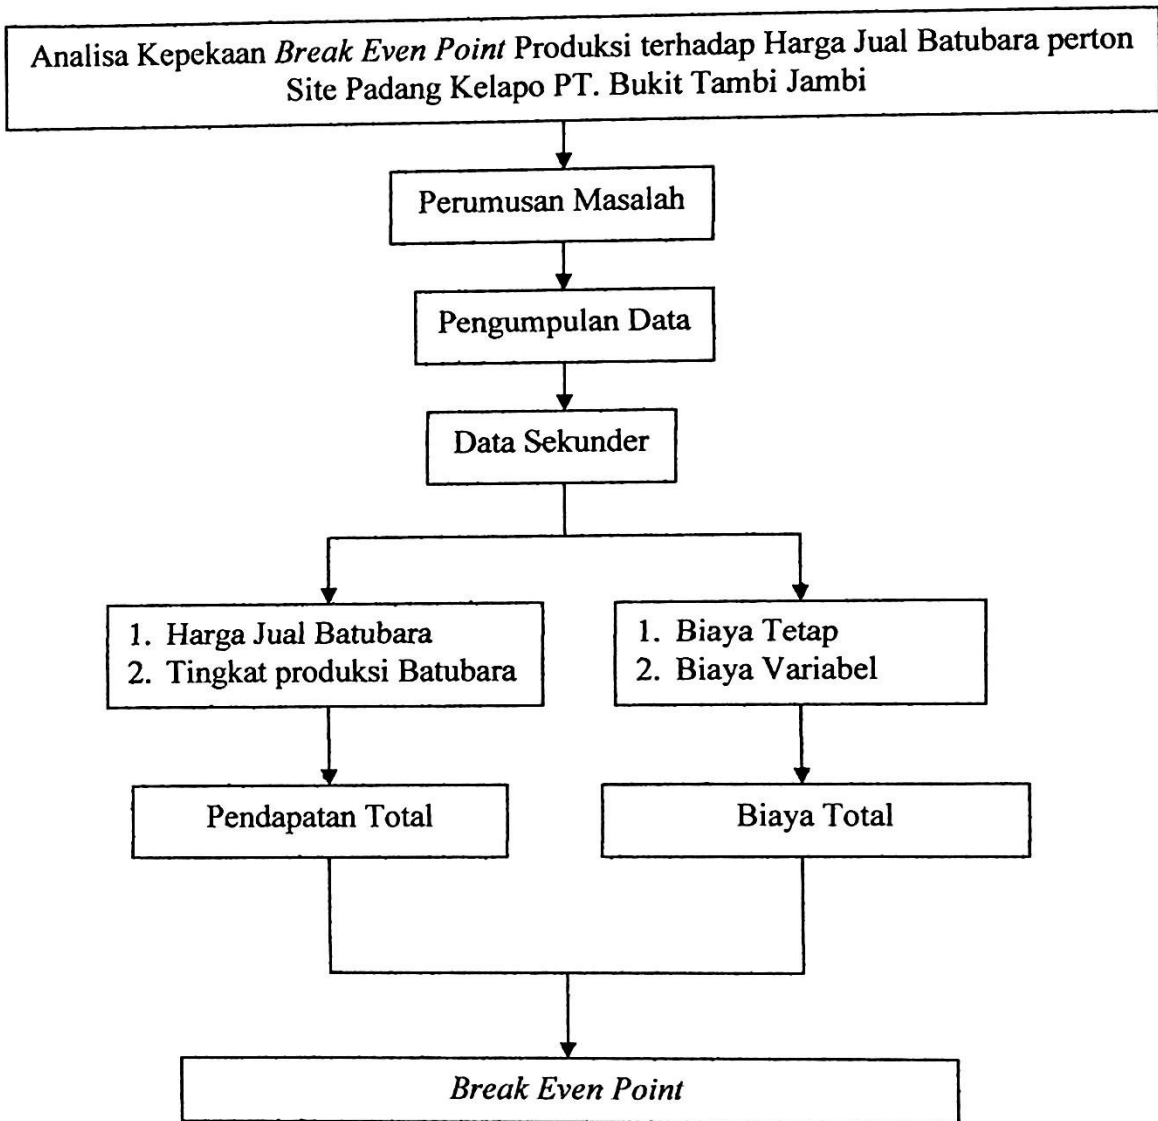 Analisa Kepekaan Break Even Point Produksi terhadap Harga Jual Batubara perton
Site Padang Kelapo PT. Bukit Tambi Jambi
Perumusan Masalah
Pengumpulan Data
Data Sekunder
1. Harga Jual Batubara
2. Tingkat produksi Batubara
1. Biaya Tetap
2. Biaya Variabel
Pendapatan Total
Biaya Total
Break Even Point